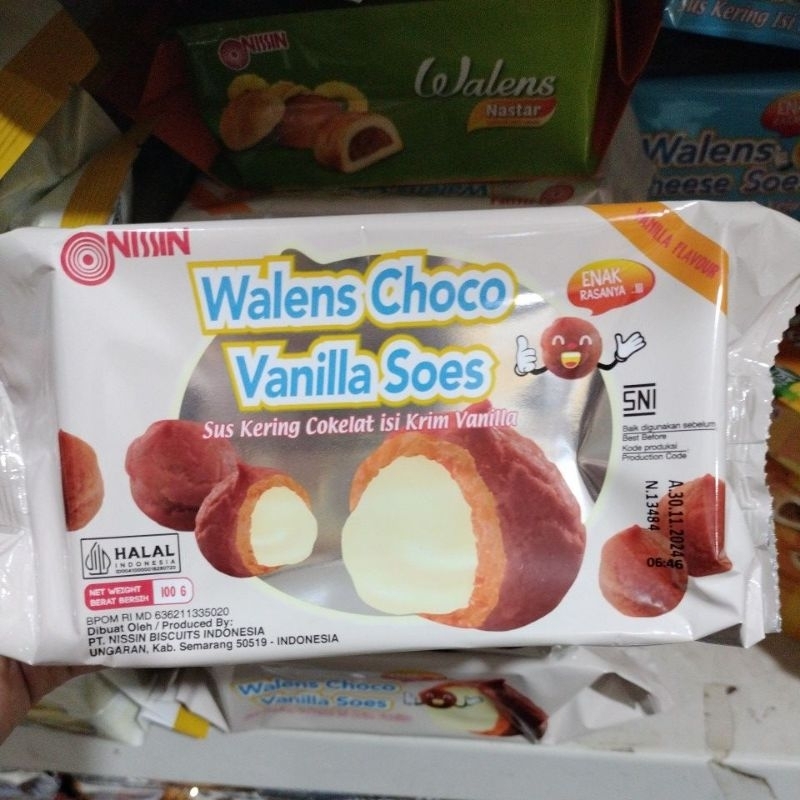 NISSIN
Walens
Nastar
Sus Kering Isi
Walens
heese Soe
NISSIN
VANILLA FLAVOUR
Walens Choco
Vanilla Soes
Sus Kering Cokelat isi Krim Vanilla
ENAK
RASANYA ..!!!
SNI
Baik digunakan sebelum
Best Before
Kode produksi
Production Code
A.30.11.2024
N.13484
06:46
HALAL
INDONESIA
NET WEIGHT
BERAT BERSIH
100 G
BPOM RI MD 636211335020
Dibuat Oleh / Produced By:
PT. NISSIN BISCUITS INDONESIA
UNGARAN, Kab. Semarang 50519 - INDONESIA
Walens Choco
Vanilla Soes